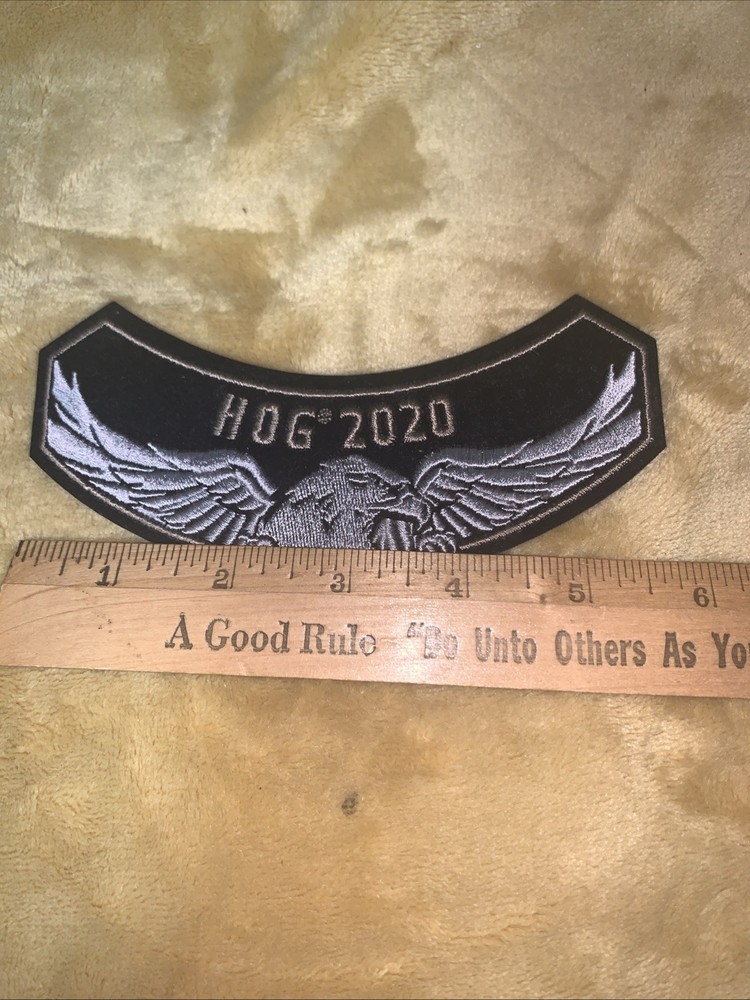 HOG® 2020
1 2 3 4 5 6
A Good Rule "Do Unto Others As You